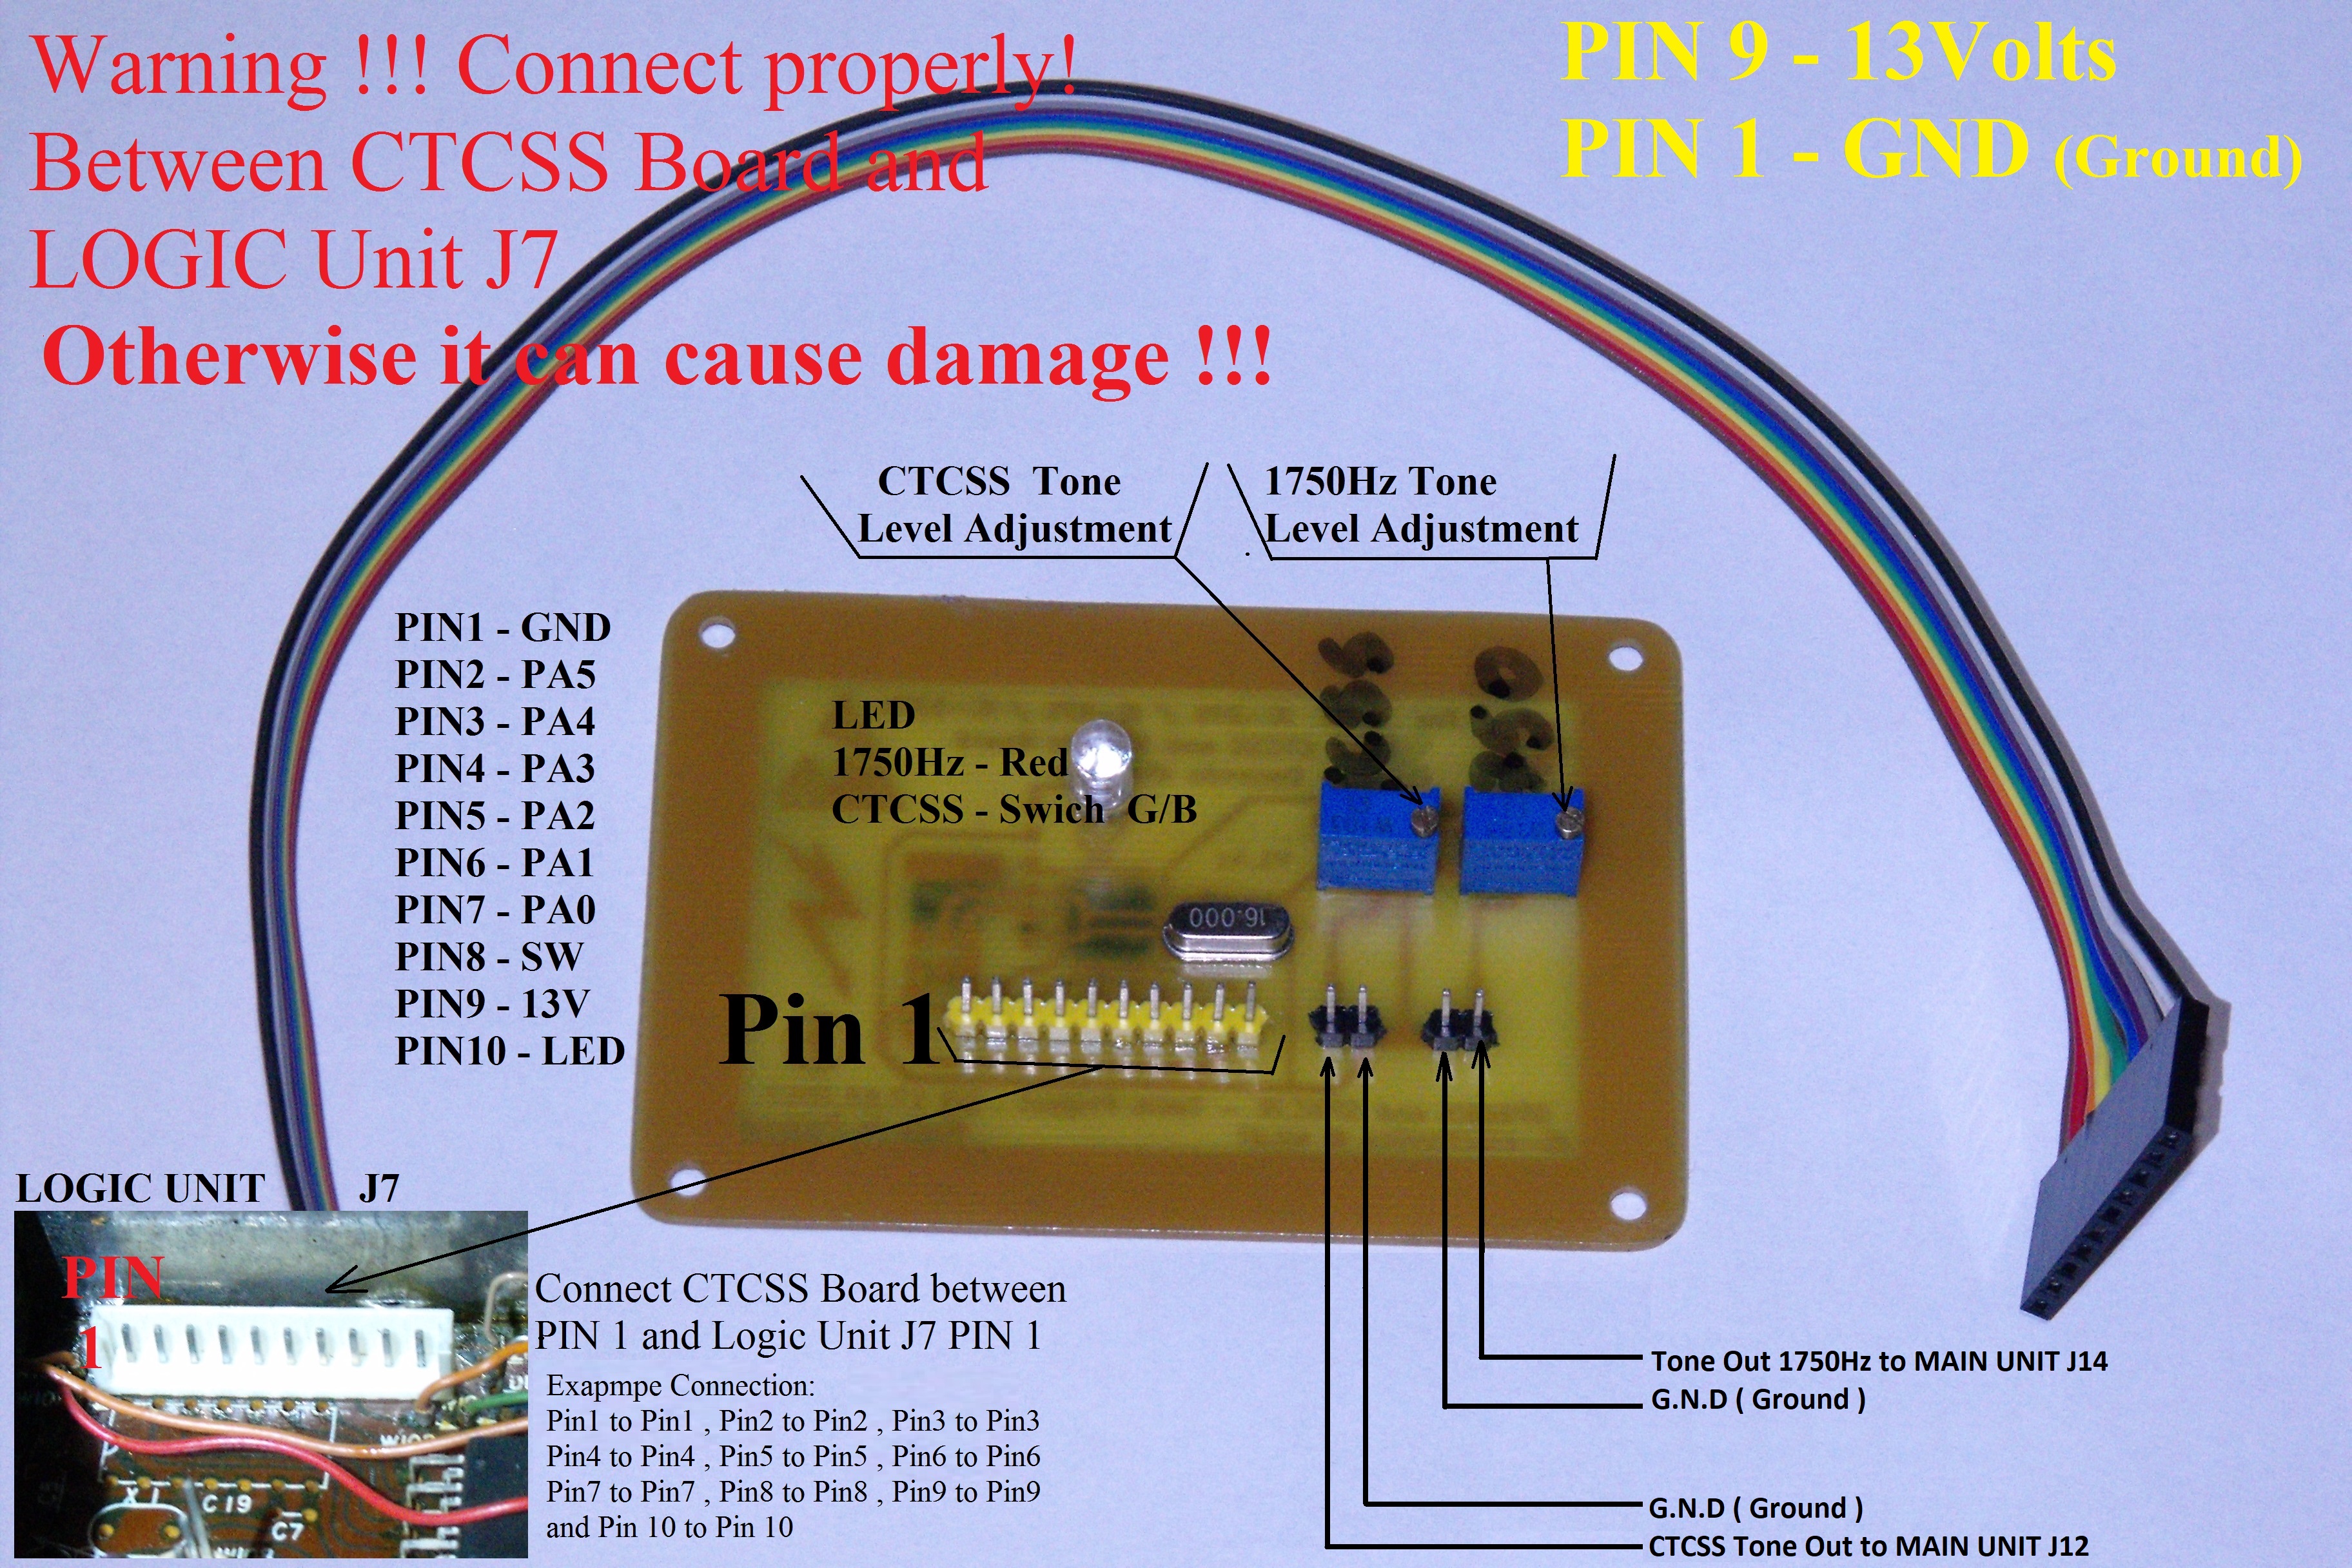 Warning !!! Connect properly!
Between CTCSS Board and
LOGIC Unit J7
Otherwise it can cause damage !!!
PIN 9 - 13Volts
PIN 1 - GND (Ground)
CTCSS Tone
Level Adjustment
1750Hz Tone
Level Adjustment
PIN1 - GND
PIN2 - PA5
PIN3 - PA4
PIN4 - PA3
PIN5 - PA2
PIN6 - PA1
PIN7 - PA0
PIN8 - SW
PIN9 - 13V
PIN10 - LED
LED
1750Hz - Red
CTCSS - Swich G/B
16.000
Pin 1
LOGIC UNIT J7
PIN
1
C19
C7
X1
Connect CTCSS Board between
PIN 1 and Logic Unit J7 PIN 1
Exapmpe Connection:
Pin1 to Pin1 , Pin2 to Pin2 , Pin3 to Pin3
Pin4 to Pin4 , Pin5 to Pin5 , Pin6 to Pin6
Pin7 to Pin7 , Pin8 to Pin8 , Pin9 to Pin9
and Pin 10 to Pin 10
Tone Out 1750Hz to MAIN UNIT J14
G.N.D ( Ground )
G.N.D ( Ground )
CTCSS Tone Out to MAIN UNIT J12